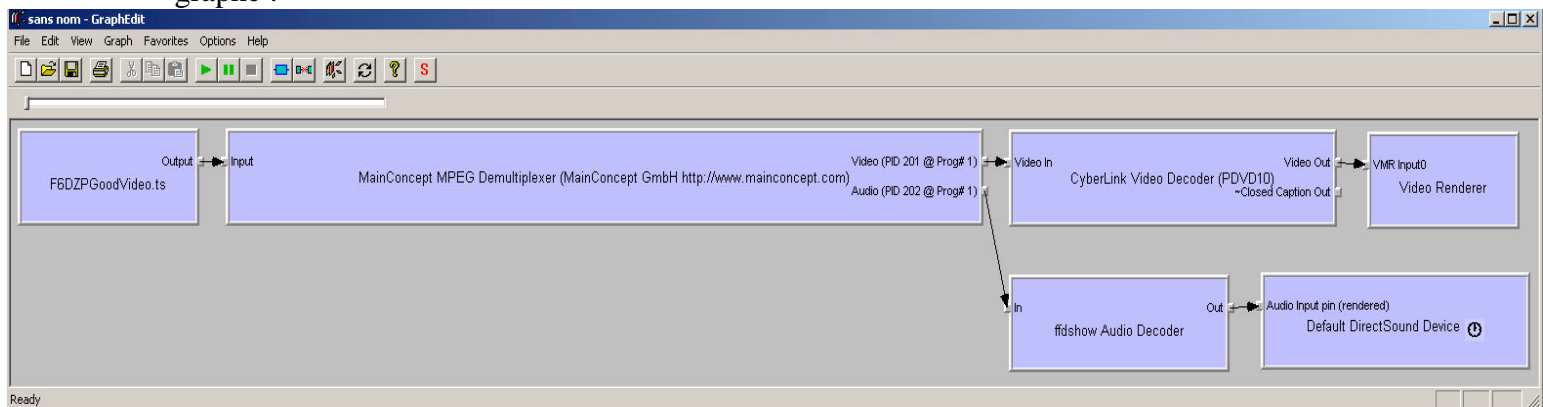 graphe :
sans nom - GraphEdit
File Edit View Graph Favorites Options Help
S
Output
Input
F6DZPGoodVideo.ts
MainConcept MPEG Demultiplexer (MainConcept GmbH http://www.mainconcept.com)
Video (PID 201 @ Prog# 1)
Audio (PID 202 @ Prog# 1)
Video In
Video Out
CyberLink Video Decoder (PDVD10)
~Closed Caption Out
VMR Input0
Video Renderer
In
Out
ffdshow Audio Decoder
Audio Input pin (rendered)
Default DirectSound Device
Ready